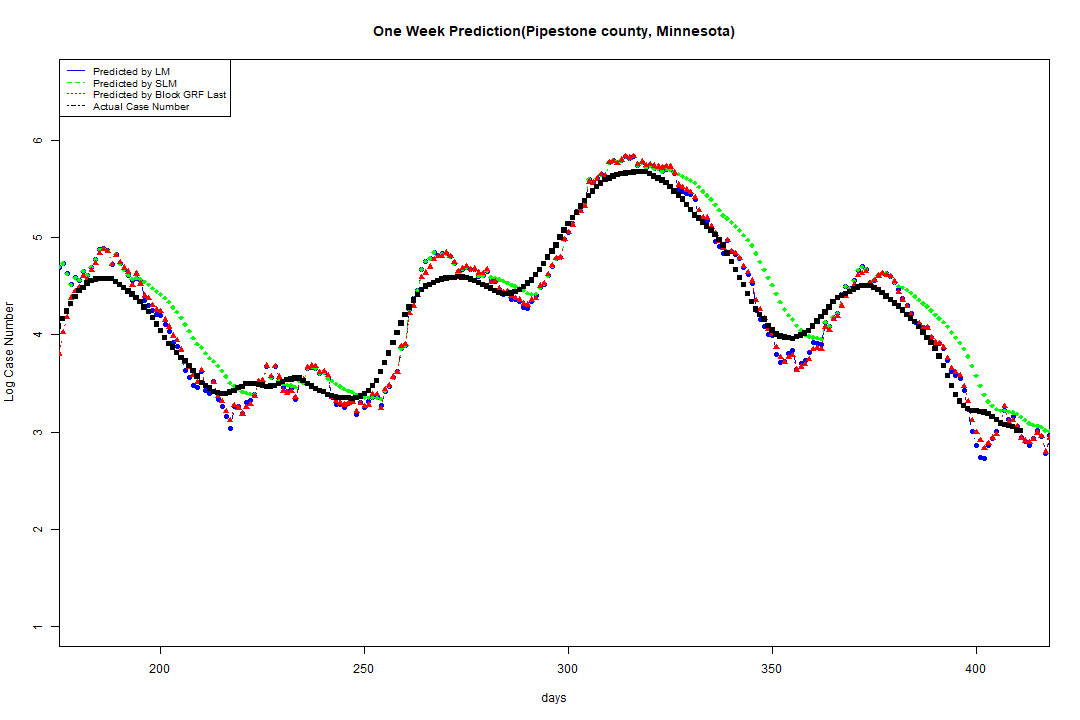 One Week Prediction(Pipestone county, Minnesota)
Predicted by LM
Predicted by SLM
Predicted by Block GRF Last
Actual Case Number
Log Case Number
6
5
4
3
2
1
200 250 300 350 400
days